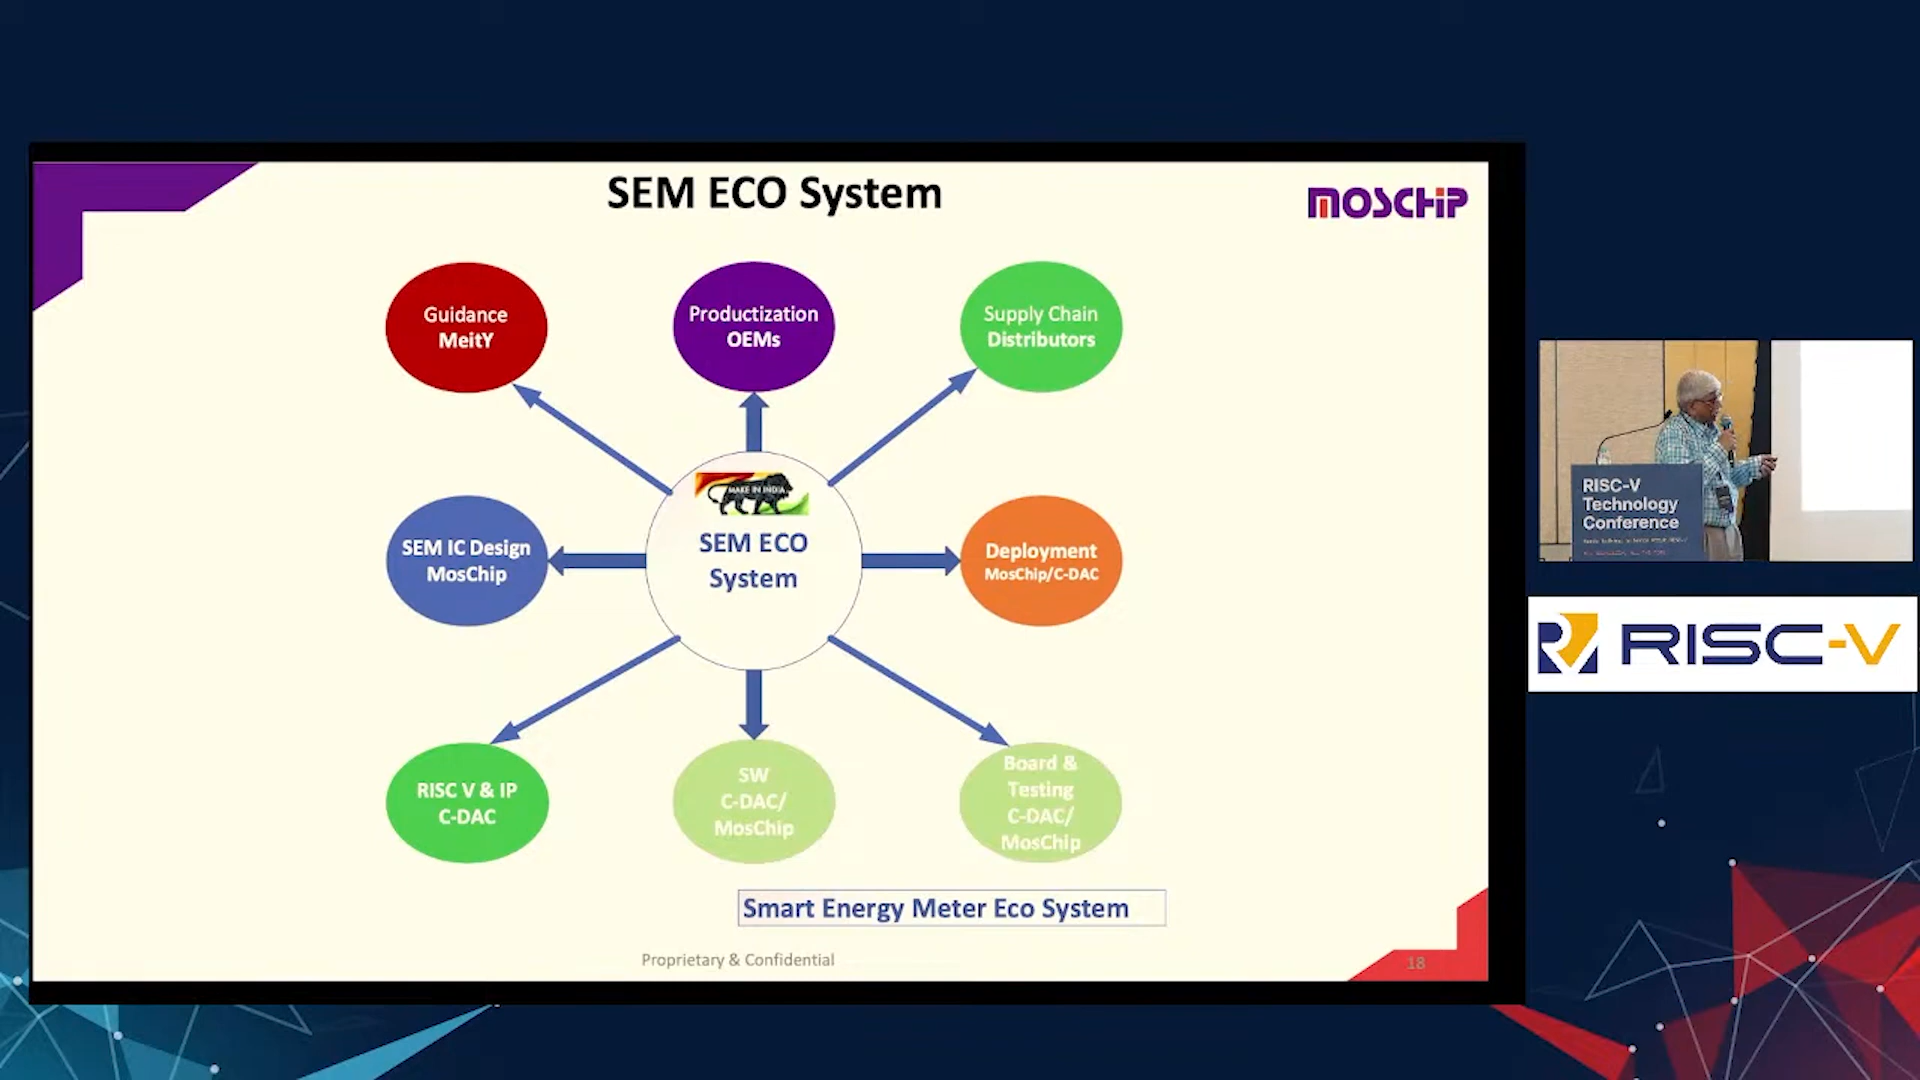 SEM ECO System
MOSCHIP
Guidance
MeitY
Productization
OEMs
Supply Chain
Distributors
MAKE IN INDIA
SEM ECO
System
SEM IC Design
MosChip
Deployment
MosChip/C-DAC
RISC V & IP
C-DAC
SW
C-DAC/
MosChip
Board &
Testing
C-DAC/
MosChip
Smart Energy Meter Eco System
Proprietary & Confidential
18
RISC-V
Technology
Conference
RISC-V